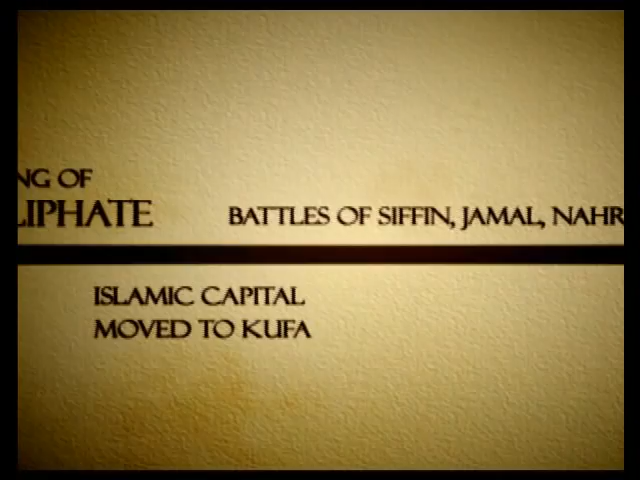 NG OF
LIPHATE
BATTLES OF SIFFIN, JAMAL, NAHR
ISLAMIC CAPITAL
MOVED TO KUFA